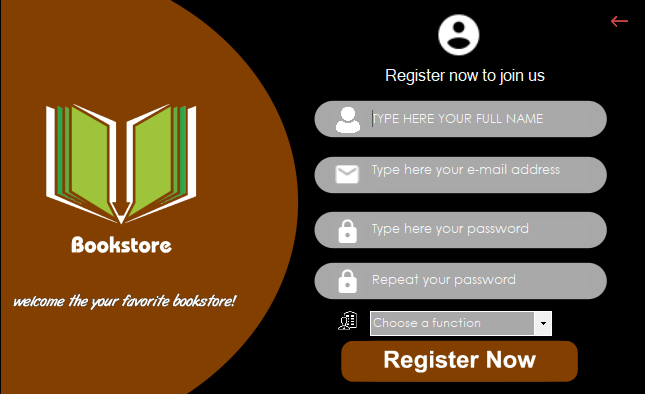 Bookstore
welcome the your favorite bookstore!
Register now to join us
TYPE HERE YOUR FULL NAME
Type here your e-mail address
Type here your password
Repeat your password
Choose a function
Register Now